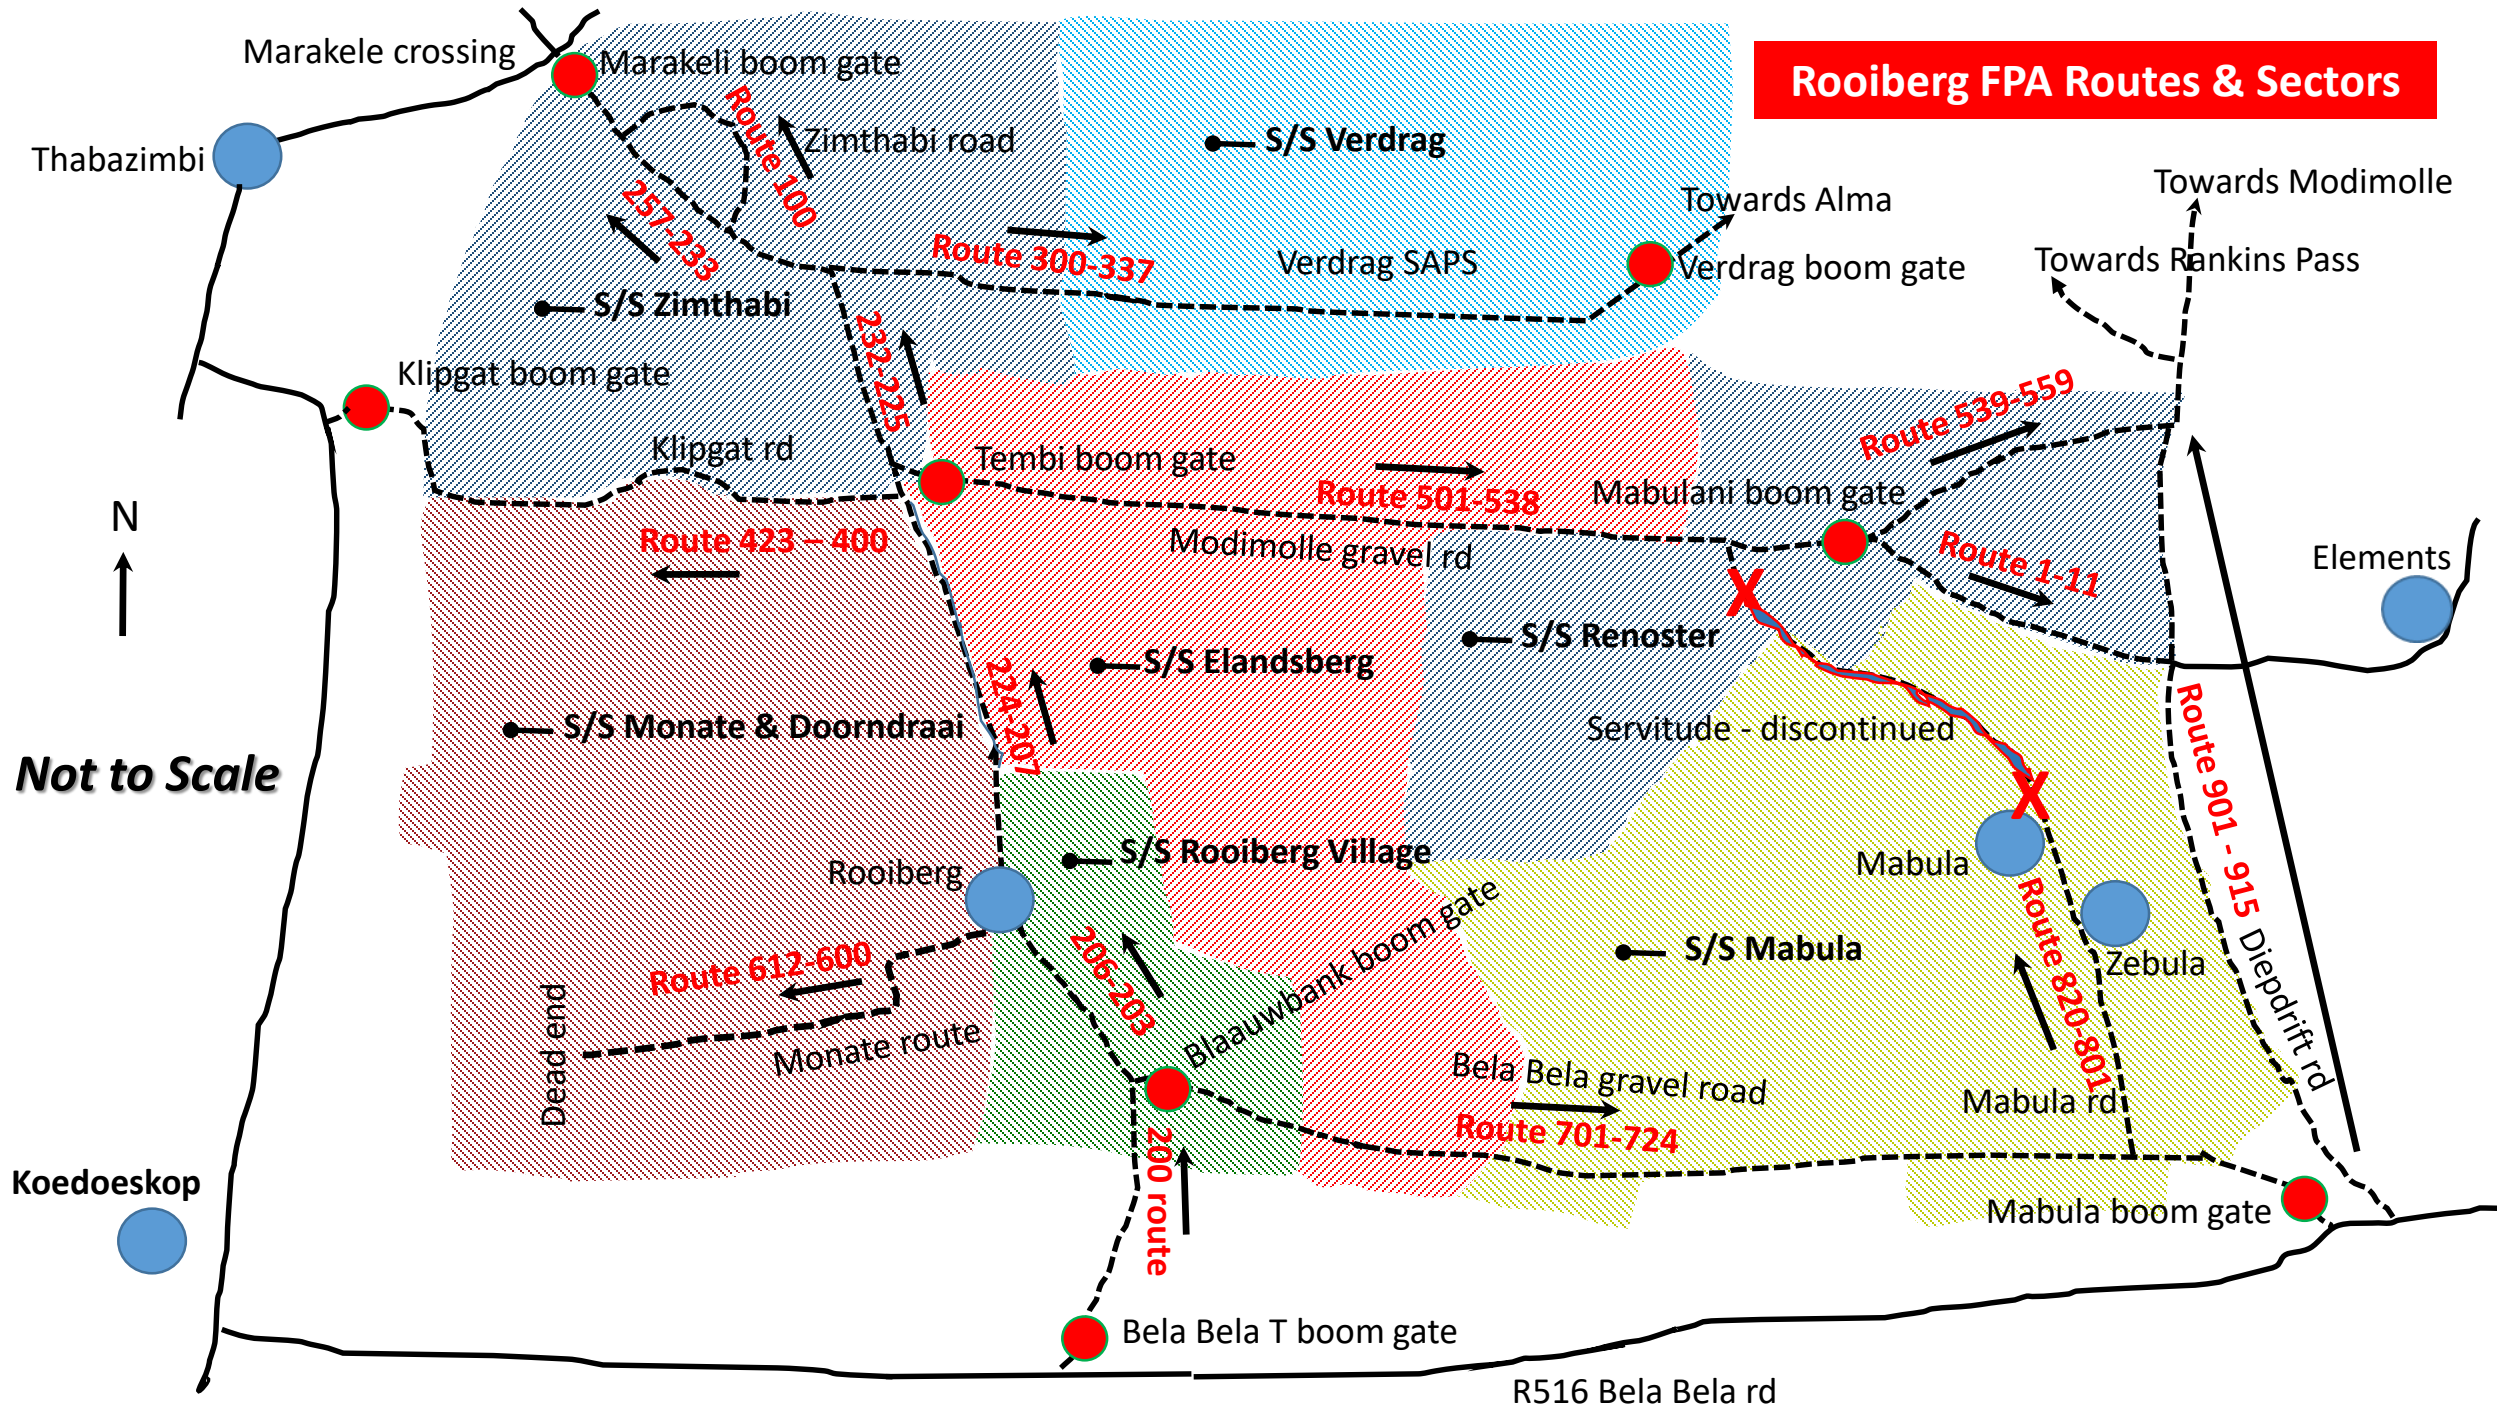 Rooiberg FPA Routes & Sectors
Marakele crossing
Marakeli boom gate
Thabazimbi
Route 100
Zimthabi road
S/S Verdrag
Towards Alma
Towards Modimolle
257-233
Route 300-337
Verdrag SAPS
Verdrag boom gate
Towards Rankins Pass
S/S Zimthabi
232-225
Klipgat boom gate
Route 539-559
Klipgat rd
Tembi boom gate
Route 501-538
Mabulani boom gate
N
Route 423 – 400
Modimolle gravel rd
Route 1-11
Elements
X
S/S Renoster
S/S Elandsberg
224-207
S/S Monate & Doorndraai
Servitude - discontinued
Not to Scale
X
Route 901 - 915
Diepdrift rd
S/S Rooiberg Village
Rooiberg
Mabula
Route 820-801
Blaauwbank boom gate
206-203
S/S Mabula
Zebula
Route 612-600
Monate route
Dead end
Bela Bela gravel road
Mabula rd
Route 701-724
200 route
Koedoeskop
Mabula boom gate
Bela Bela T boom gate
R516 Bela Bela rd